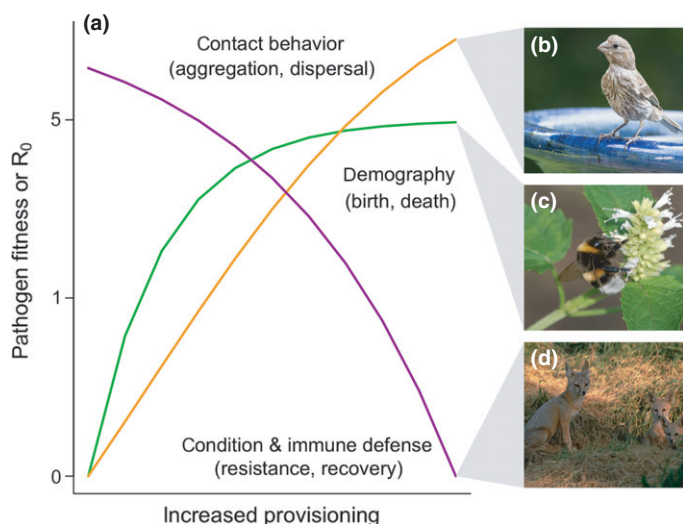 (a)
Contact behavior
(aggregation, dispersal)
Demography
(birth, death)
Condition & immune defense
(resistance, recovery)
Pathogen fitness or R₀
5
1
0
Increased provisioning
(b)
(c)
(d)